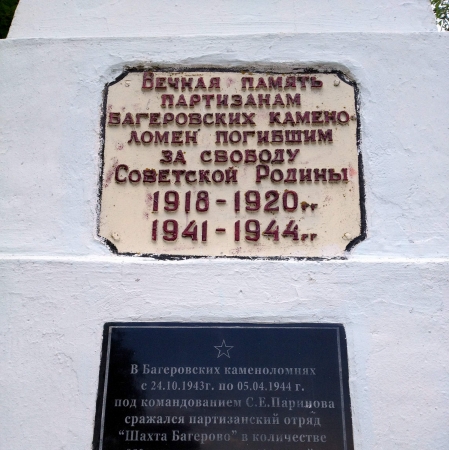 Вечная память
партизанам
Багеровских камено-
ломен погибшим
за свободу
Советской Родины
1918 - 1920гг
1941 - 1944гг
В Багеровских каменоломнях
с 24.10.1943г. по 05.04.1944 г.
под командованием С.Е.Паринова
сражался партизанский отряд
"Шахта Багерово" в количестве